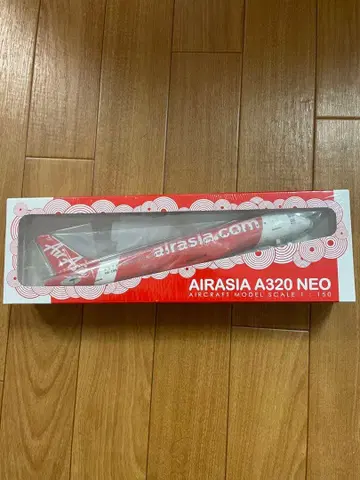 AirAsia
airasia.com
AIRASIA A320 NEO
AIRCRAFT MODEL SCALE 1 : 150